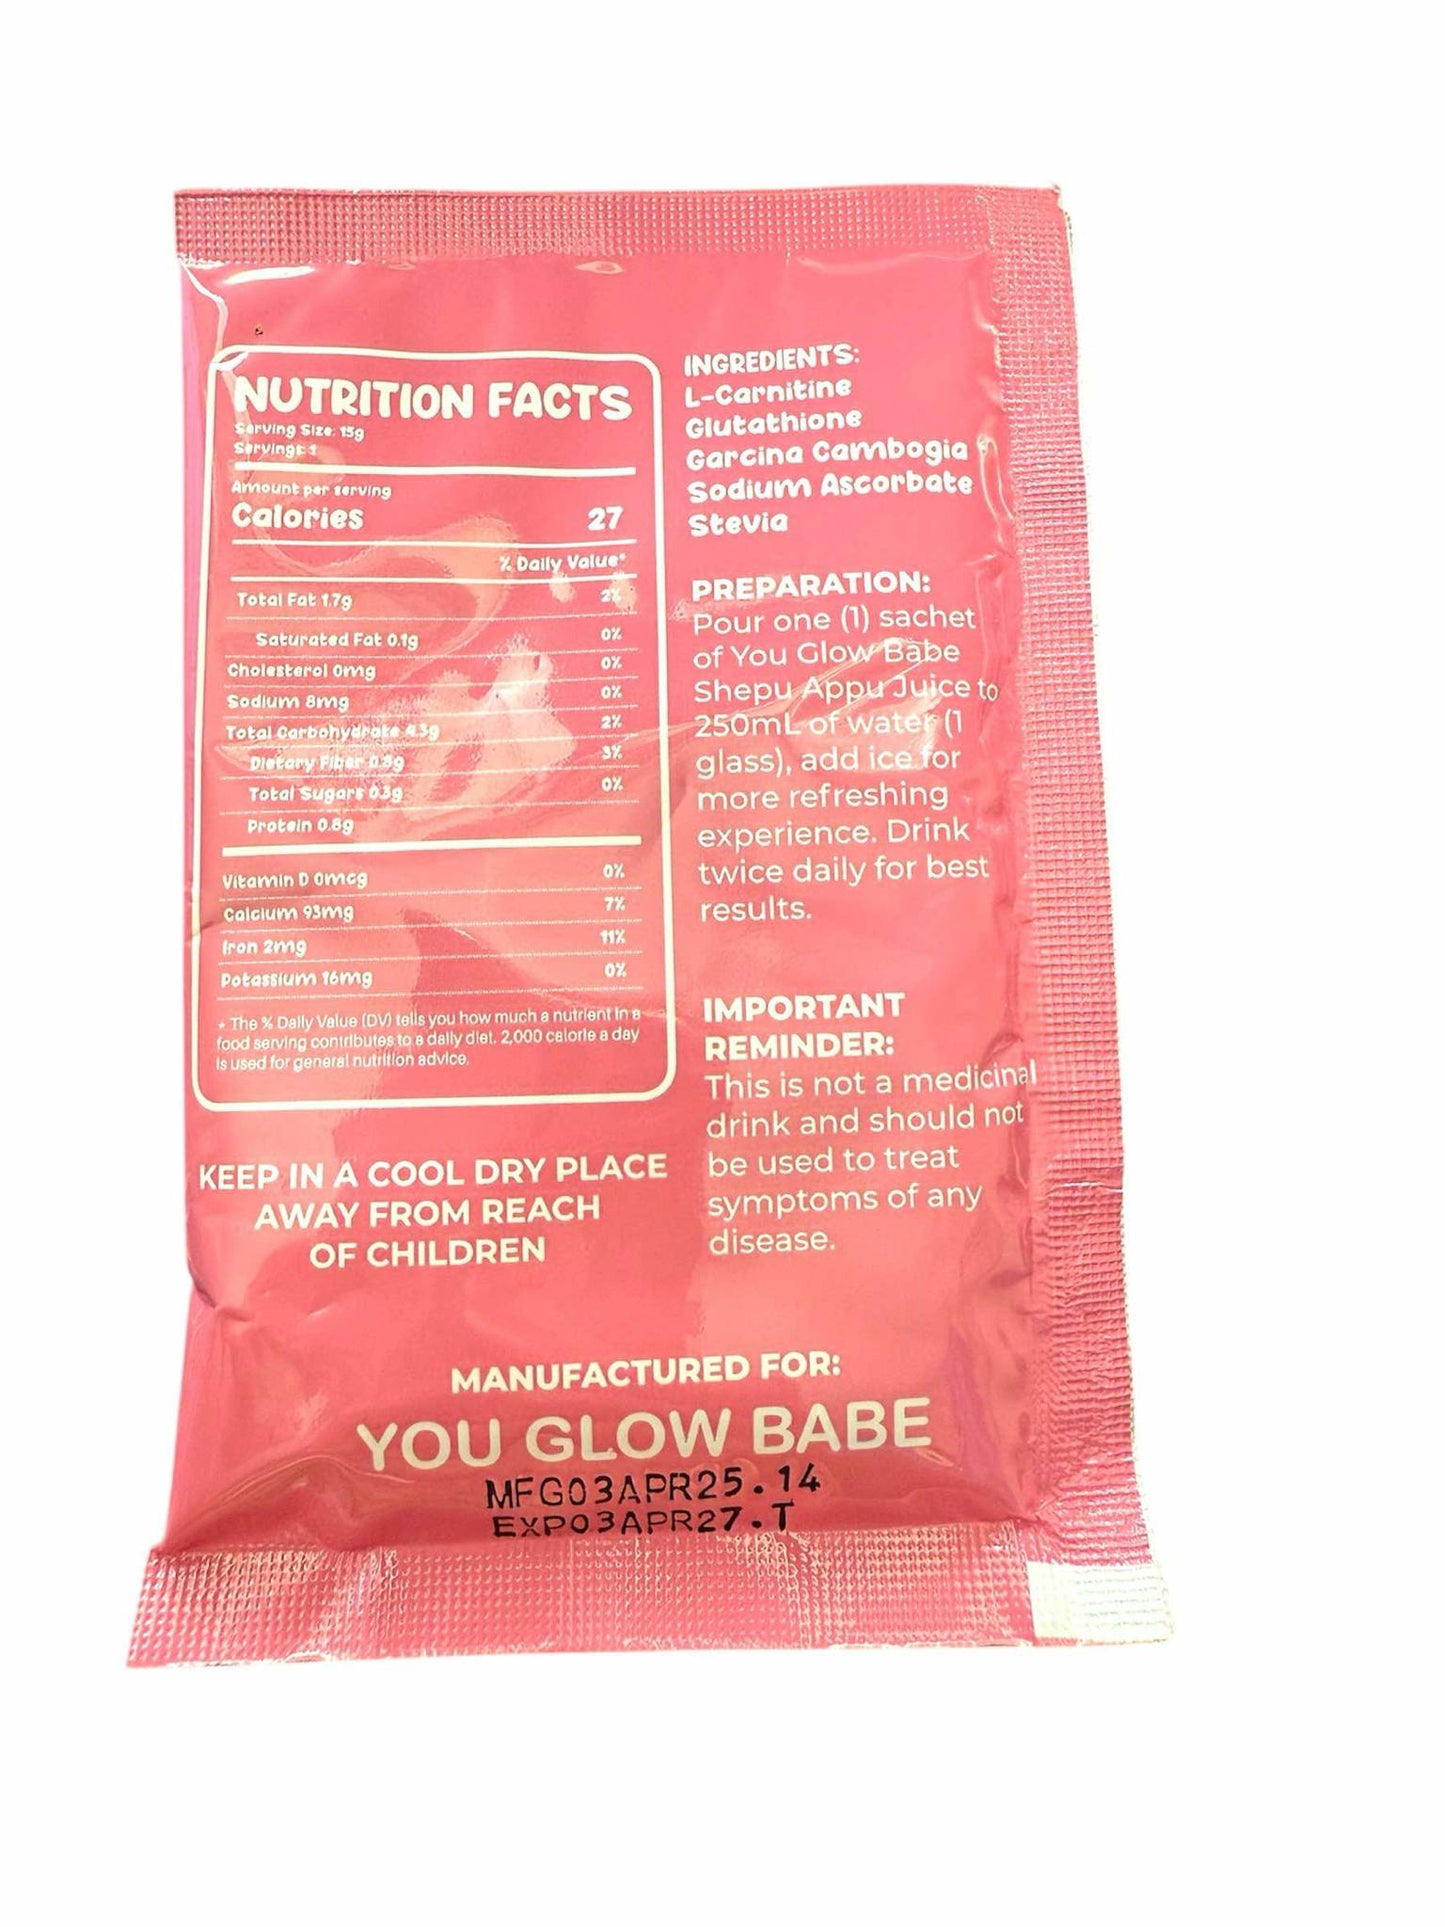 NUTRITION FACTS
Serving Size: 15g
Servings: 1
Amount per serving
Calories 27
% Daily Value*
Total Fat 1.7g 2%
Saturated Fat 0.1g 0%
Cholesterol 0mg 0%
Sodium 8mg 0%
Total Carbohydrate 4.3g 2%
Dietary Fiber 0.8g 3%
Total Sugars 0.3g 0%
Protein 0.8g
Vitamin D 0mcg 0%
Calcium 93mg 7%
Iron 2mg 11%
Potassium 16mg 0%
* The % Daily Value (DV) tells you how much a nutrient in a
food serving contributes to a daily diet. 2,000 calorie a day
is used for general nutrition advice.
KEEP IN A COOL DRY PLACE
AWAY FROM REACH
OF CHILDREN
INGREDIENTS:
L-Carnitine
Glutathione
Garcina Cambogia
Sodium Ascorbate
Stevia
PREPARATION:
Pour one (1) sachet
of You Glow Babe
Shepu Appu Juice to
250mL of water (1
glass), add ice for
more refreshing
experience. Drink
twice daily for best
results.
IMPORTANT
REMINDER:
This is not a medicinal
drink and should not
be used to treat
symptoms of any
disease.
MANUFACTURED FOR:
YOU GLOW BABE
MFG03APR25.14
EXP03APR27.T